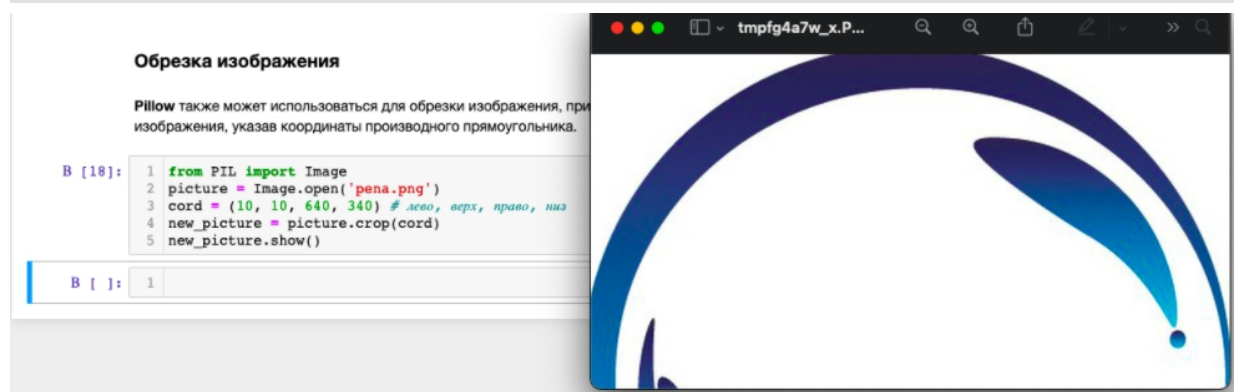 tmpfg4a7w_x.P...
Обрезка изображения
Pillow также может использоваться для обрезки изображения, при
изображения, указав координаты производного прямоугольника.
В [18]:
1 from PIL import Image
2 picture = Image.open('pena.png')
3 cord = (10, 10, 640, 340) # лево, верх, право, низ
4 new_picture = picture.crop(cord)
5 new_picture.show()
В [ ]:
1